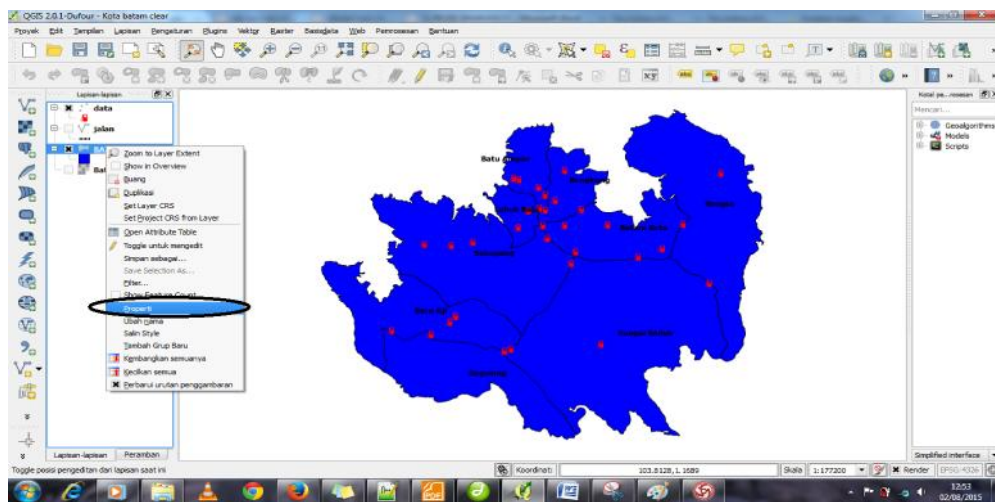 QGIS 2.0.1-Dufour - Kota batam clear
Proyek Edit Tampilan Lapisan Pengaturan Plugins Vektor Raster Basisdata Web Pemrosesan Bantuan
Lapisan-lapisan
data
jalan
BA
Bat
Zoom to Layer Extent
Show in Overview
Buang
Duplikasi
Set Layer CRS
Set Project CRS from Layer
Open Attribute Table
Toggle untuk mengedit
Simpan sebagai...
Save Selection As...
Filter...
Show Feature Count
Properti
Ubah nama
Salin Style
Tambah Grup Baru
Kembangkan semuanya
Kecilkan semua
Perbarui urutan penggambaran
Batu
Mencari...
Geoalgorithms
Models
Scripts
Lapisan-lapisan Peramban
Simplified interface
Toggle posisi pengeditan dari lapisan saat ini
Koordinat: 103.8128,1.1689 Skala 1:177200 Render EPSG:4326
12:53
02/08/2015